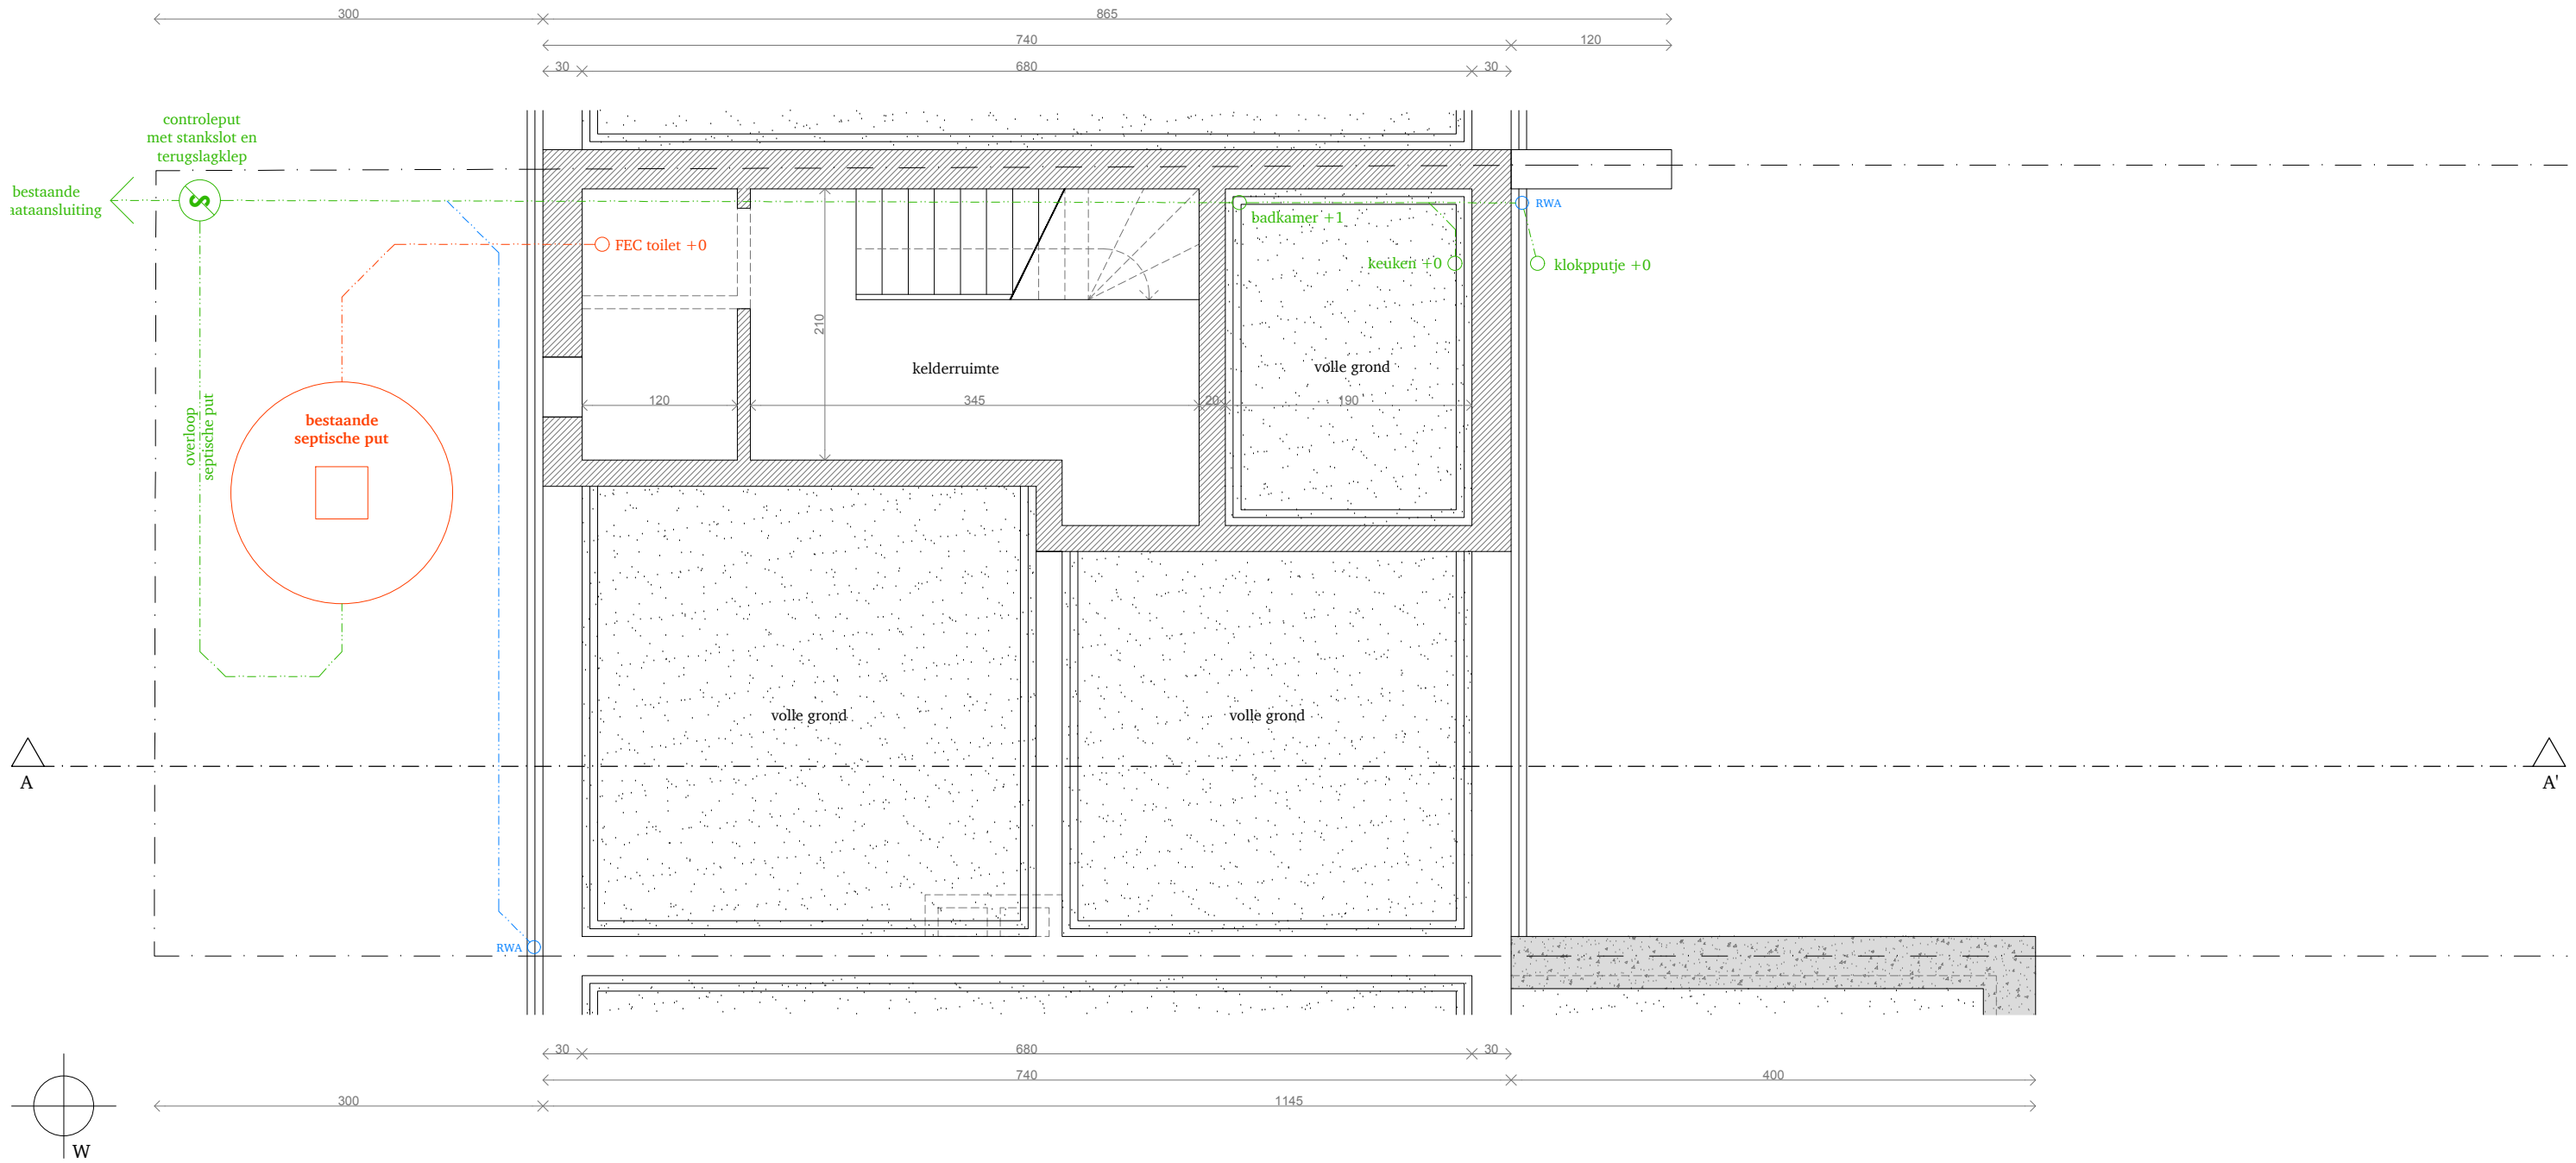 300
865
740
120
30
680
30
controleput
met stankslot en
terugslagklep
bestaande
aataansluiting
S
RWA
badkamer +1
FEC toilet +0
keuken +0
klokpputje +0
210
kelderruimte
volle grond
120
345
20
190
bestaande
septische put
overloop
septische put
volle grond
volle grond
A
A'
RWA
30
680
30
740
400
300
1145
W